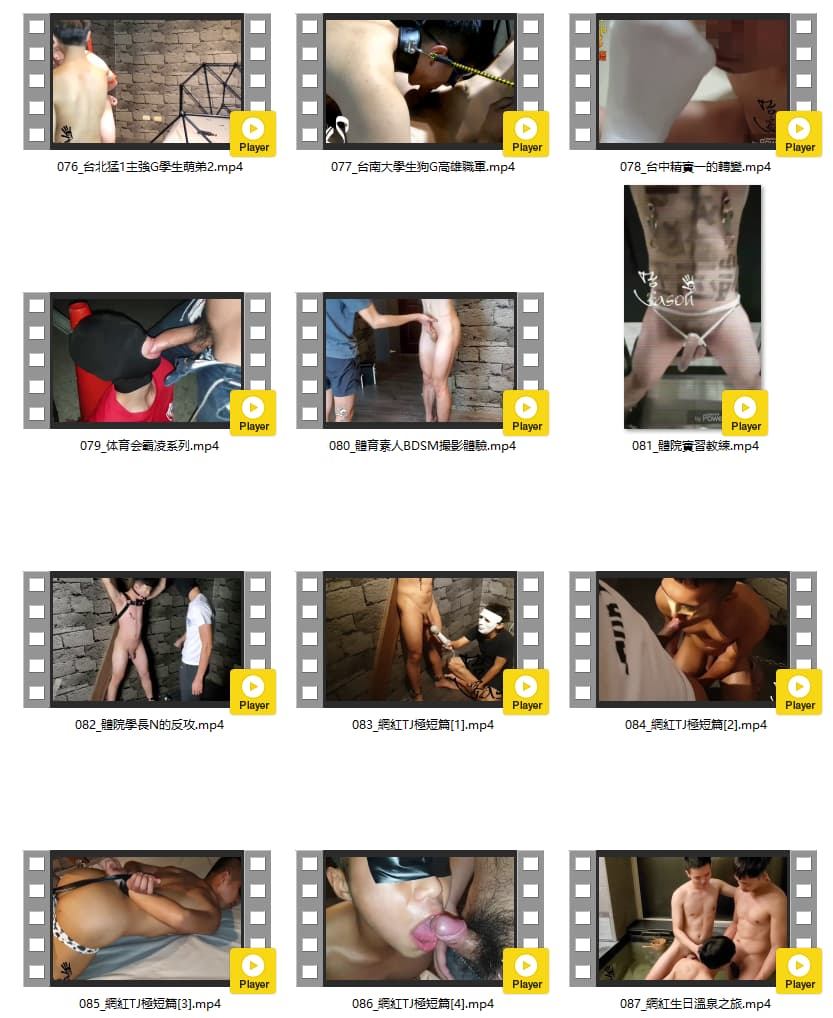 Player
Player
Player
076_台北猛1主強G學生萌弟2.mp4
077_台南大學生狗G高雄職軍.mp4
078_台中精實一的轉變.mp4
Jason
by Power
Player
Player
Player
079_体育会霸凌系列.mp4
080_體育素人BDSM撮影體驗.mp4
081_體院實習教練.mp4
Player
Player
Player
082_體院學長N的反攻.mp4
083_網紅TJ極短篇[1].mp4
084_網紅TJ極短篇[2].mp4
Player
Player
Player
085_網紅TJ極短篇[3].mp4
086_網紅TJ極短篇[4].mp4
087_網紅生日溫泉之旅.mp4